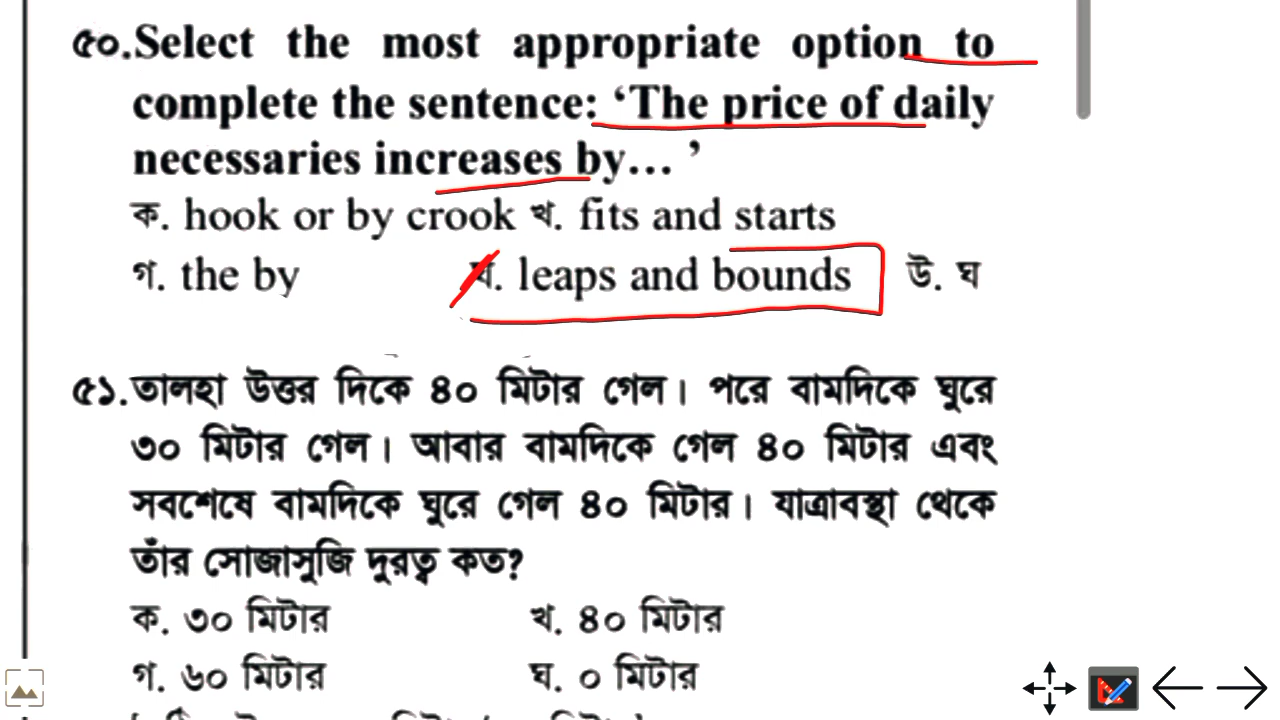 ৫০.Select the most appropriate option to
complete the sentence: ‘The price of daily
necessaries increases by... ’
ক. hook or by crook খ. fits and starts
গ. the by ঘ. leaps and bounds উ. ঘ
৫১.তালহা উত্তর দিকে ৪০ মিটার গেল। পরে বামদিকে ঘুরে
৩০ মিটার গেল। আবার বামদিকে গেল ৪০ মিটার এবং
সবশেষে বামদিকে ঘুরে গেল ৪০ মিটার। যাত্রাবস্থা থেকে
তাঁর সোজাসুজি দুরত্ব কত?
ক. ৩০ মিটার খ. ৪০ মিটার
গ. ৬০ মিটার ঘ. ০ মিটার